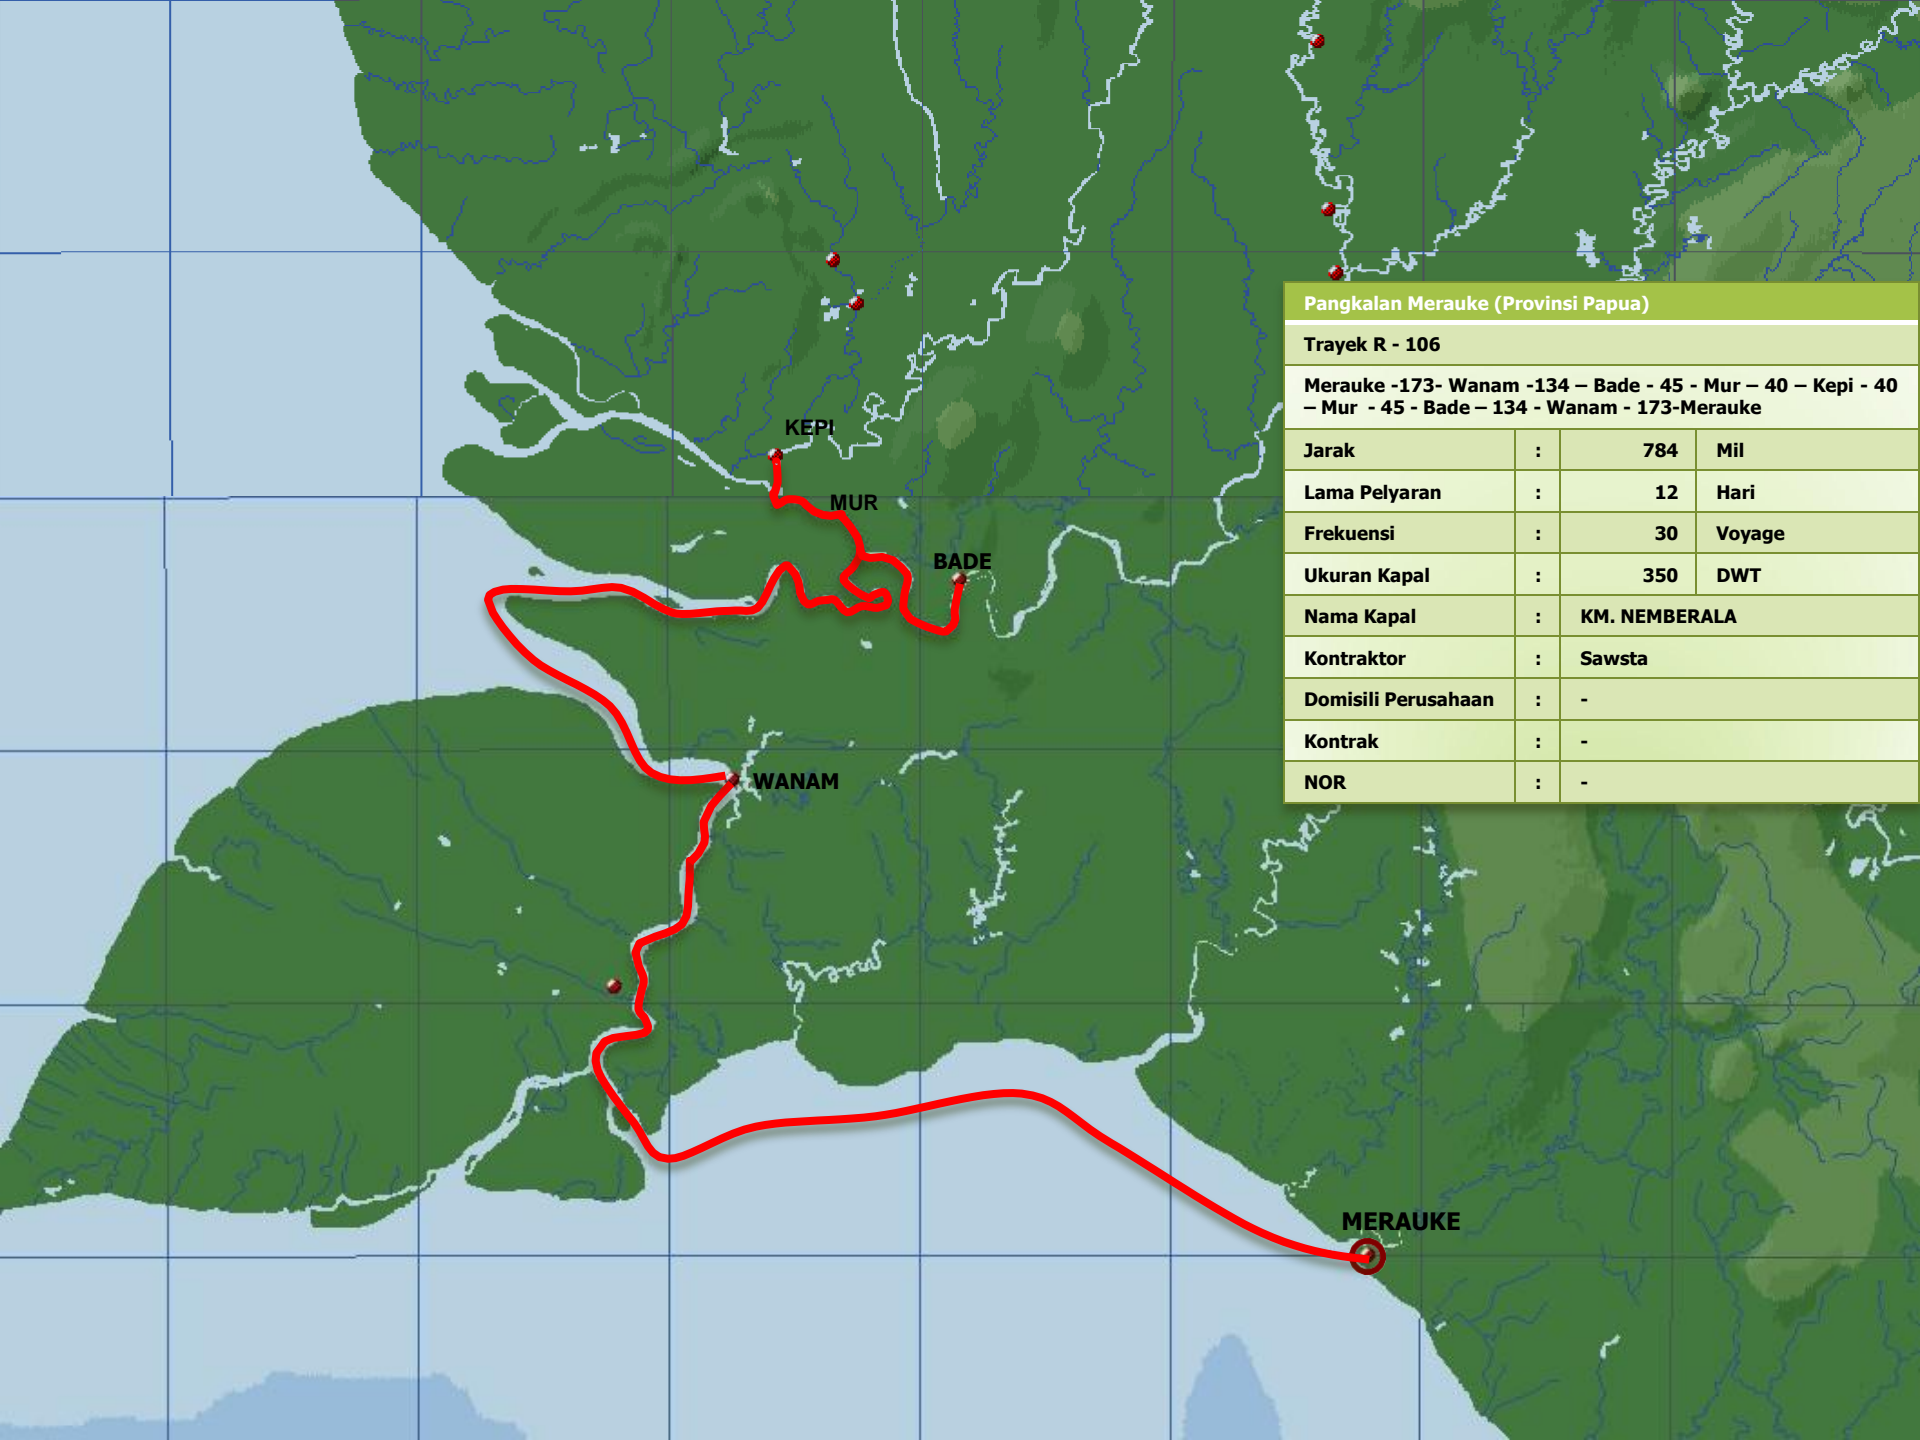 KEPI
MUR
BADE
WANAM
MERAUKE
Pangkalan Merauke (Provinsi Papua)
Trayek R - 106
Merauke -173- Wanam -134 – Bade - 45 - Mur – 40 – Kepi - 40
– Mur - 45 - Bade – 134 - Wanam - 173-Merauke
Jarak : 784 Mil
Lama Pelyaran : 12 Hari
Frekuensi : 30 Voyage
Ukuran Kapal : 350 DWT
Nama Kapal : KM. NEMBERALA
Kontraktor : Sawsta
Domisili Perusahaan : -
Kontrak : -
NOR : -